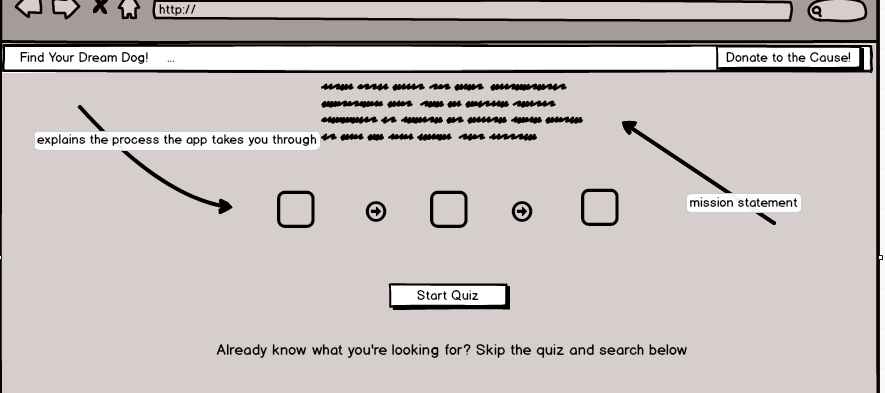 http://
Find Your Dream Dog! ... Donate to the Cause!
explains the process the app takes you through
mission statement
Start Quiz
Already know what you're looking for? Skip the quiz and search below